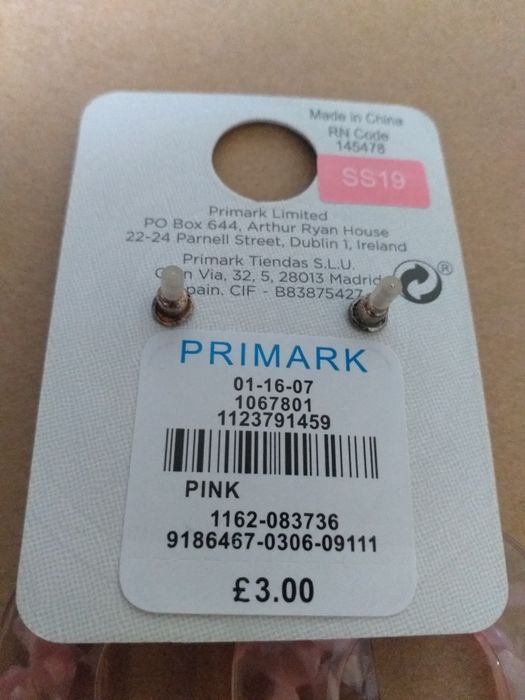 Made in China
RN Code
145478
SS19
Primark Limited
PO Box 644, Arthur Ryan House
22-24 Parnell Street, Dublin 1, Ireland
Primark Tiendas S.L.U.
Via, 32, 5, 28013 Madrid
CIF - B83875427
®
PRIMARK
01-16-07
1067801
1123791459
PINK
1162-083736
9186467-0306-09111
£3.00